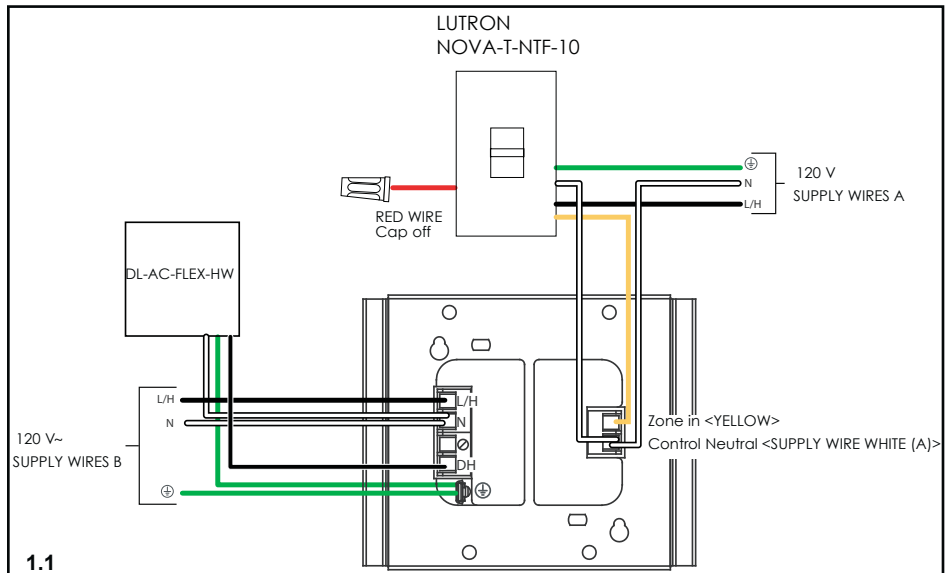 LUTRON
NOVA-T-NTF-10
N
L/H
120 V
SUPPLY WIRES A
RED WIRE
Cap off
DL-AC-FLEX-HW
L/H
N
120 V~
SUPPLY WIRES B
L/H
N
DH
Zone in <YELLOW>
Control Neutral <SUPPLY WIRE WHITE (A)>
1.1